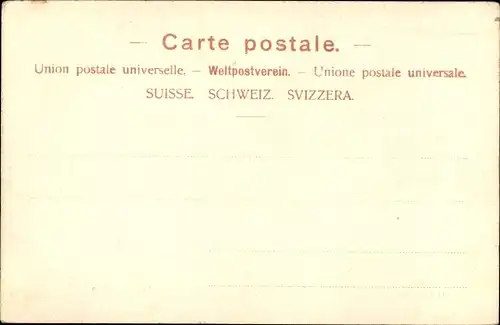 — Carte postale. —
Union postale universelle. – Weltpostverein. – Unione postale universale.
SUISSE. SCHWEIZ. SVIZZERA.